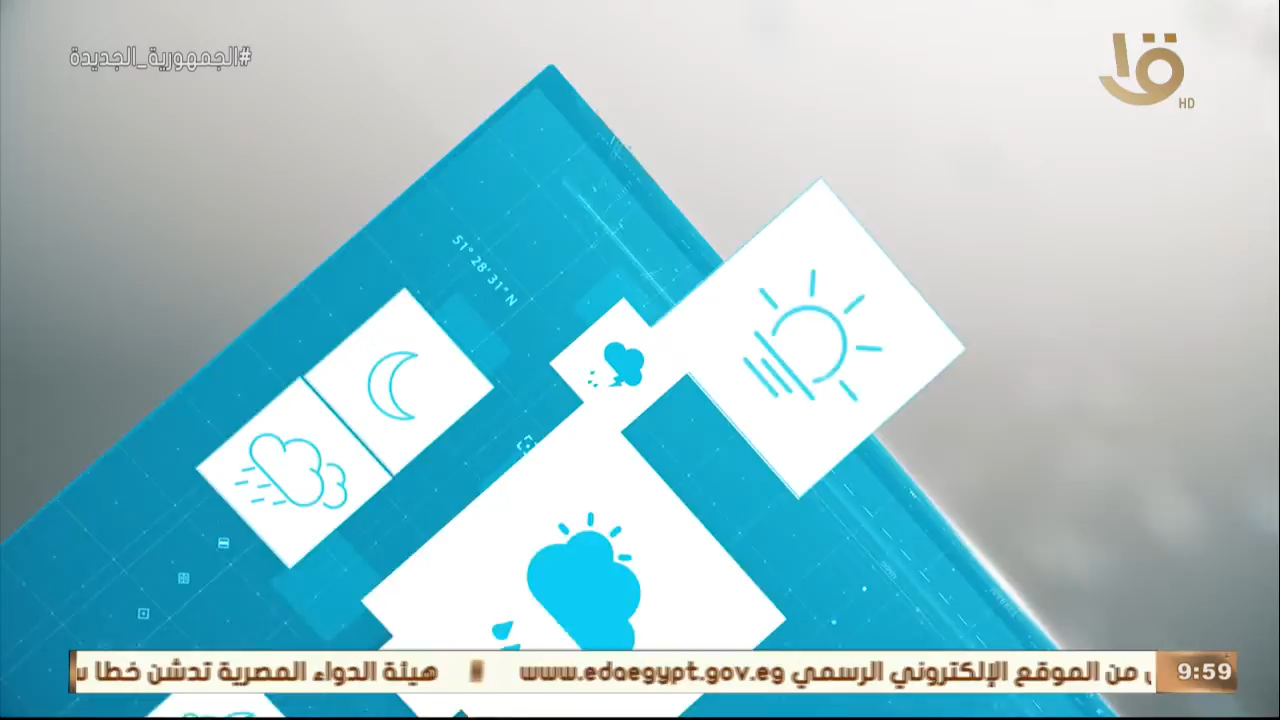 #الجمهورية_الجديدة
HD
51° 28' 31" N
من الموقع الإلكتروني الرسمي www.edaegypt.gov.eg
هيئة الدواء المصرية تدشن خطا
9:59